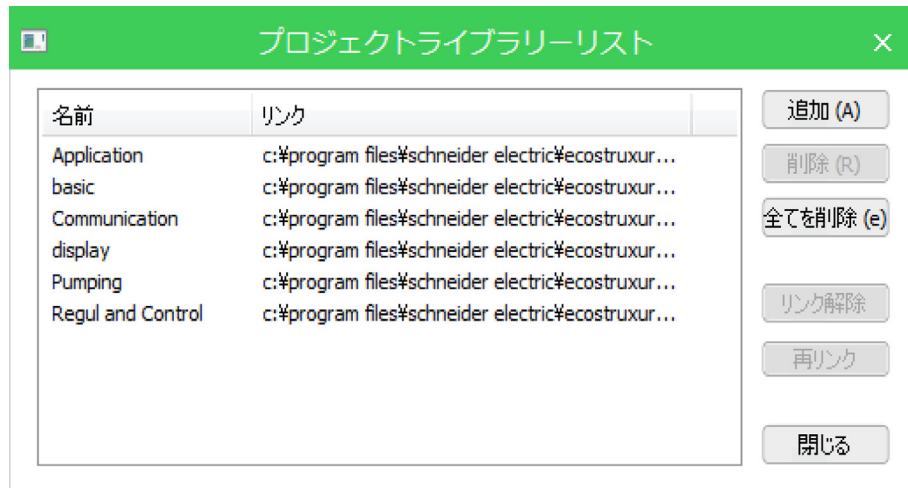 プロジェクトライブラリーリスト
名前 リンク
Application c:¥program files¥schneider electric¥ecostruxur...
basic c:¥program files¥schneider electric¥ecostruxur...
Communication c:¥program files¥schneider electric¥ecostruxur...
display c:¥program files¥schneider electric¥ecostruxur...
Pumping c:¥program files¥schneider electric¥ecostruxur...
Regul and Control c:¥program files¥schneider electric¥ecostruxur...
追加 (A)
削除 (R)
全てを削除 (e)
リンク解除
再リンク
閉じる